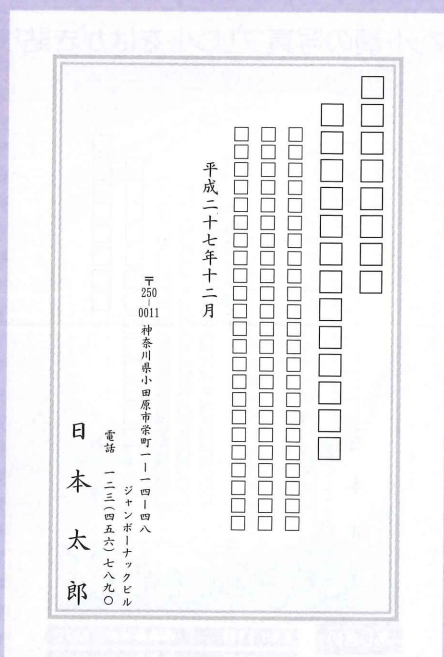 □□□□□□□□
□□□□□□□□□□□□□
□□□□□□□□□□□□□□□□□□□□□□□
□□□□□□□□□□□□□□□□□□□□□□□
□□□□□□□□□□□□□□□□□□□□□□□
平成二十七年十二月
〒250-0011 神奈川県小田原市栄町一ー一四ー四八
ジャンボーナックビル
電話 一二三(四五六)七八九〇
日本太郎